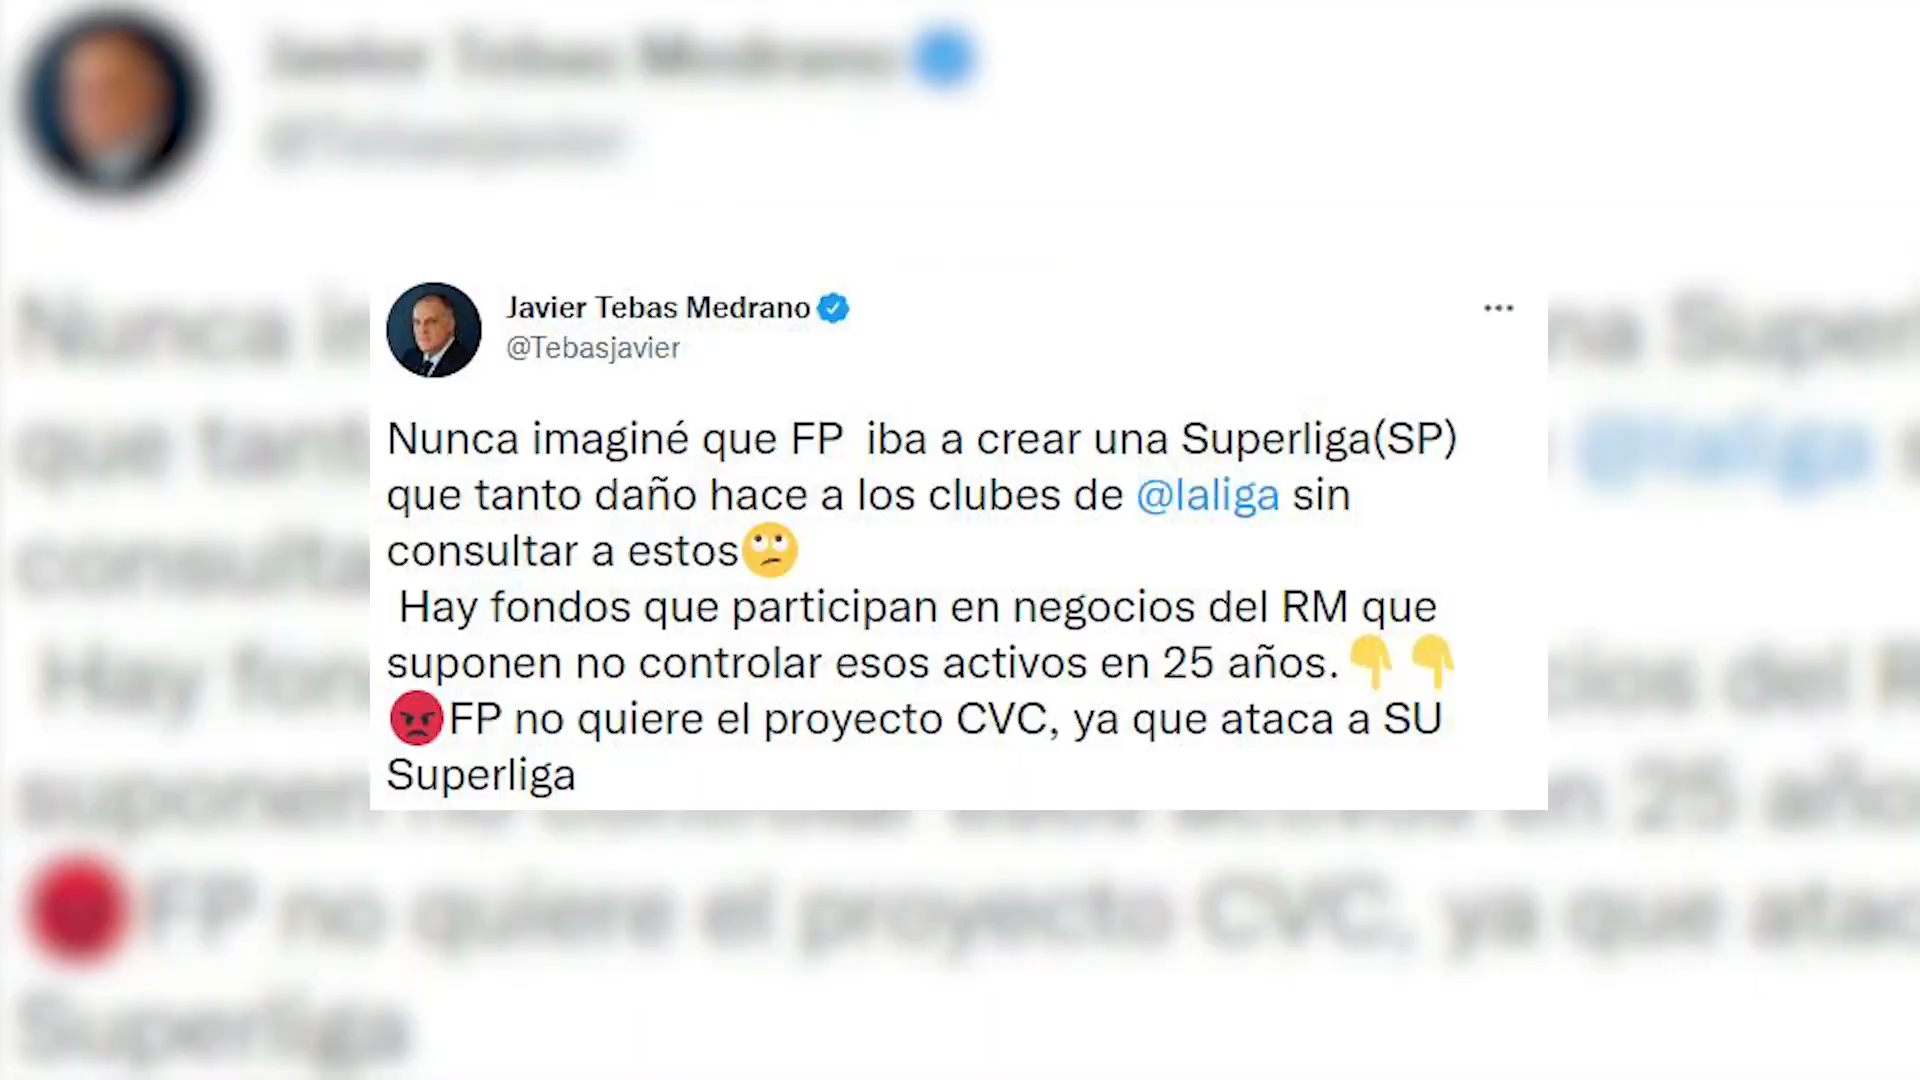 Javier Tebas Medrano
@Tebasjavier
Nunca imaginé que FP iba a crear una Superliga(SP)
que tanto daño hace a los clubes de @laliga sin
consultar a estos🙄
Hay fondos que participan en negocios del RM que
suponen no controlar esos activos en 25 años.👇👇
😡FP no quiere el proyecto CVC, ya que ataca a SU
Superliga